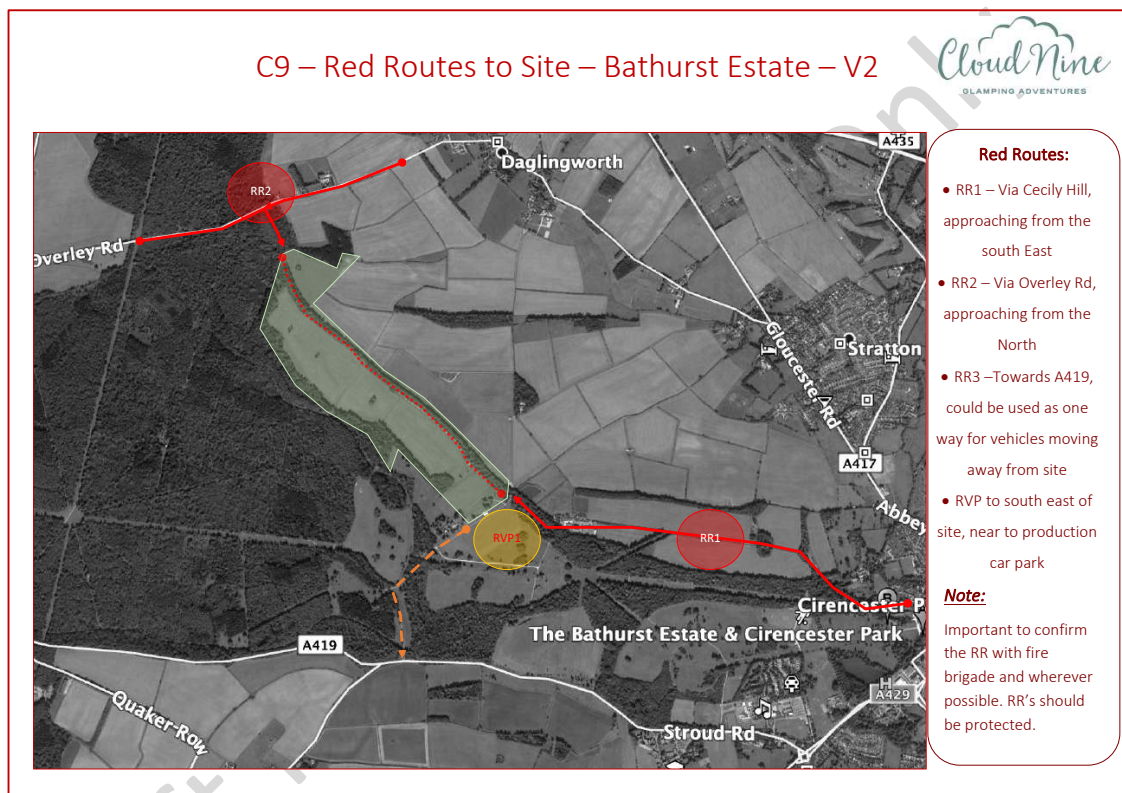 C9 – Red Routes to Site – Bathurst Estate – V2
Cloud Nine
GLAMPING ADVENTURES
A435
Daglingworth
RR2
Overley Rd
Gloucester Rd
Stratton
A417
Abbey
RVP1
RR1
Cirencester P
The Bathurst Estate & Cirencester Park
A419
H
A429
Quaker Row
Stroud Rd
Red Routes:
• RR1 – Via Cecily Hill,
approaching from the
south East
• RR2 – Via Overley Rd,
approaching from the
North
• RR3 –Towards A419,
could be used as one
way for vehicles moving
away from site
• RVP to south east of
site, near to production
car park
Note:
Important to confirm
the RR with fire
brigade and wherever
possible. RR's should
be protected.